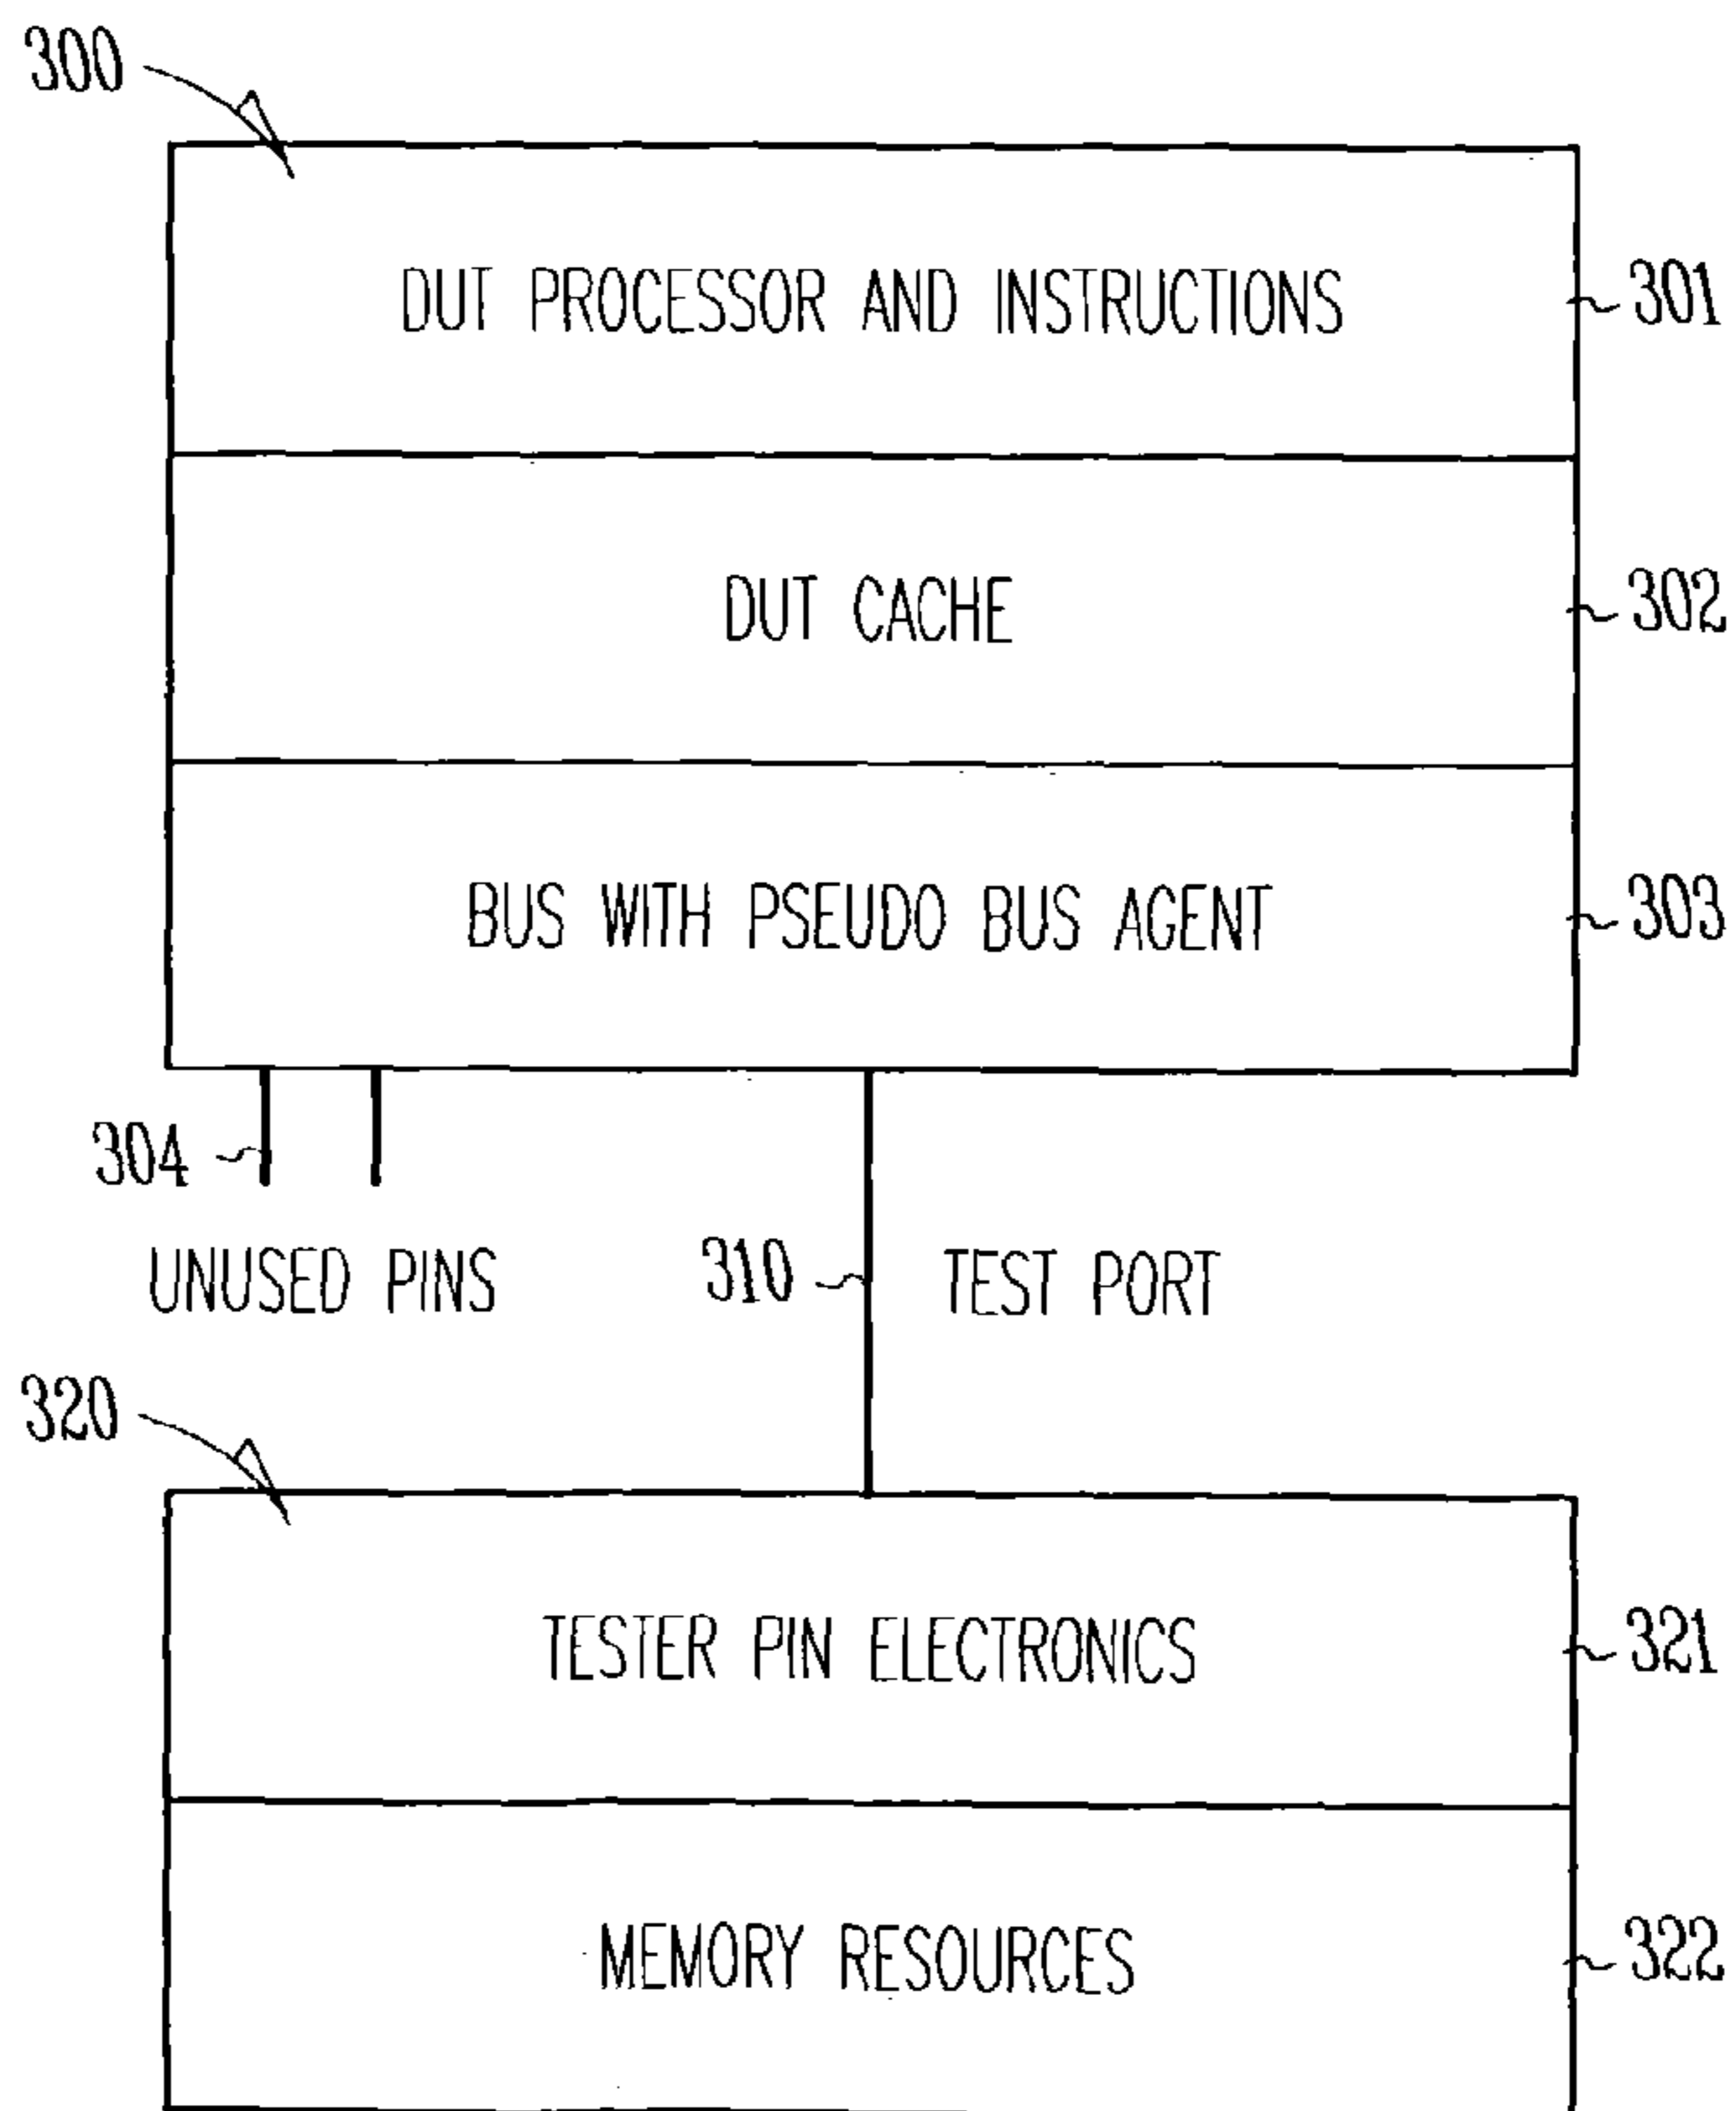 300
DUT PROCESSOR AND INSTRUCTIONS
301
DUT CACHE
302
BUS WITH PSEUDO BUS AGENT
303
304
UNUSED PINS
310
TEST PORT
320
TESTER PIN ELECTRONICS
321
MEMORY RESOURCES
322